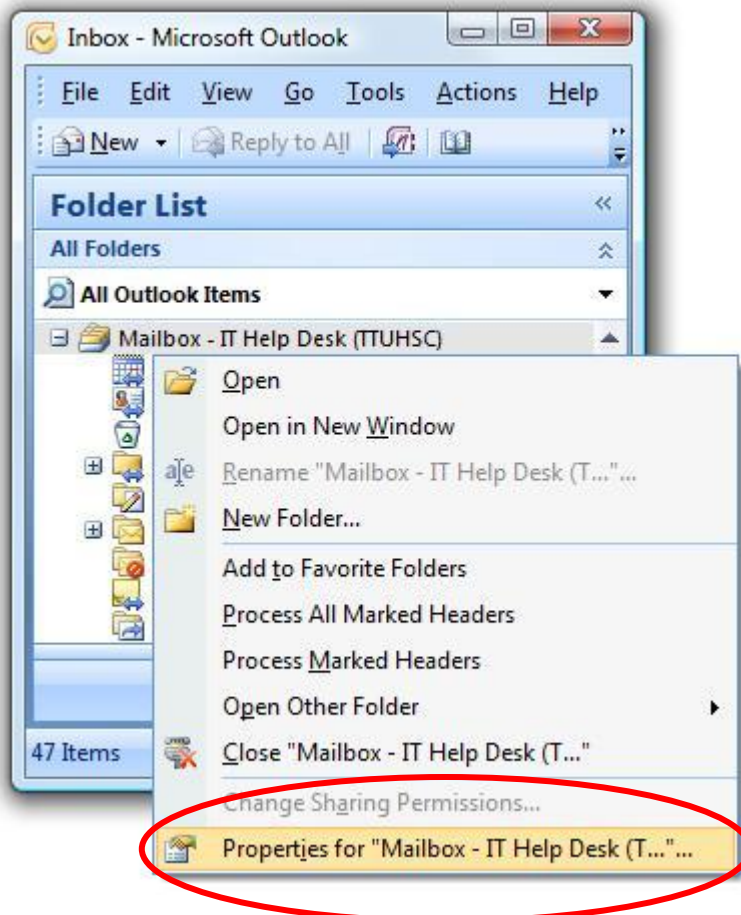 Inbox - Microsoft Outlook
File Edit View Go Tools Actions Help
New Reply to All
Folder List
All Folders
All Outlook Items
Mailbox - IT Help Desk (TTUHSC)
Open
Open in New Window
Rename "Mailbox - IT Help Desk (T..."...
New Folder...
Add to Favorite Folders
Process All Marked Headers
Process Marked Headers
Open Other Folder
Close "Mailbox - IT Help Desk (T..."
Change Sharing Permissions...
Properties for "Mailbox - IT Help Desk (T..."...
47 Items